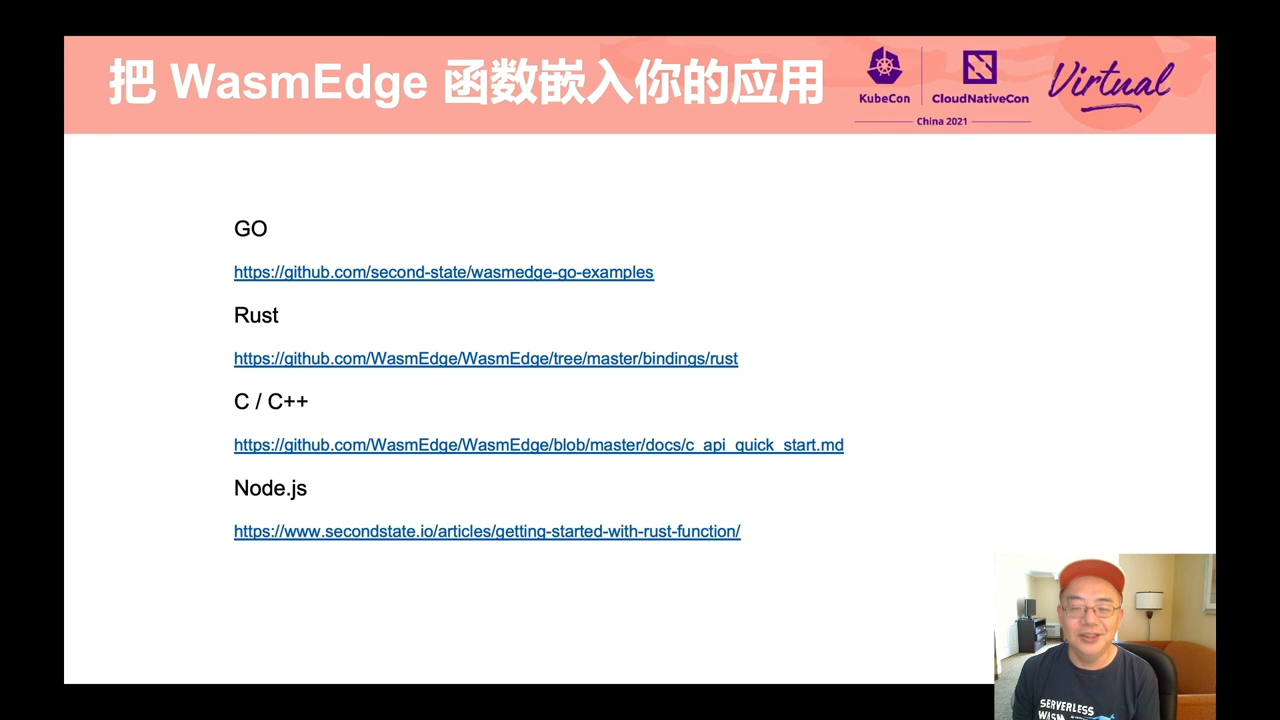 把 WasmEdge 函数嵌入你的应用
KubeCon
CloudNativeCon
China 2021
Virtual
GO
https://github.com/second-state/wasmedge-go-examples
Rust
https://github.com/WasmEdge/WasmEdge/tree/master/bindings/rust
C / C++
https://github.com/WasmEdge/WasmEdge/blob/master/docs/c_api_quick_start.md
Node.js
https://www.secondstate.io/articles/getting-started-with-rust-function/
SERVERLESS
WASM